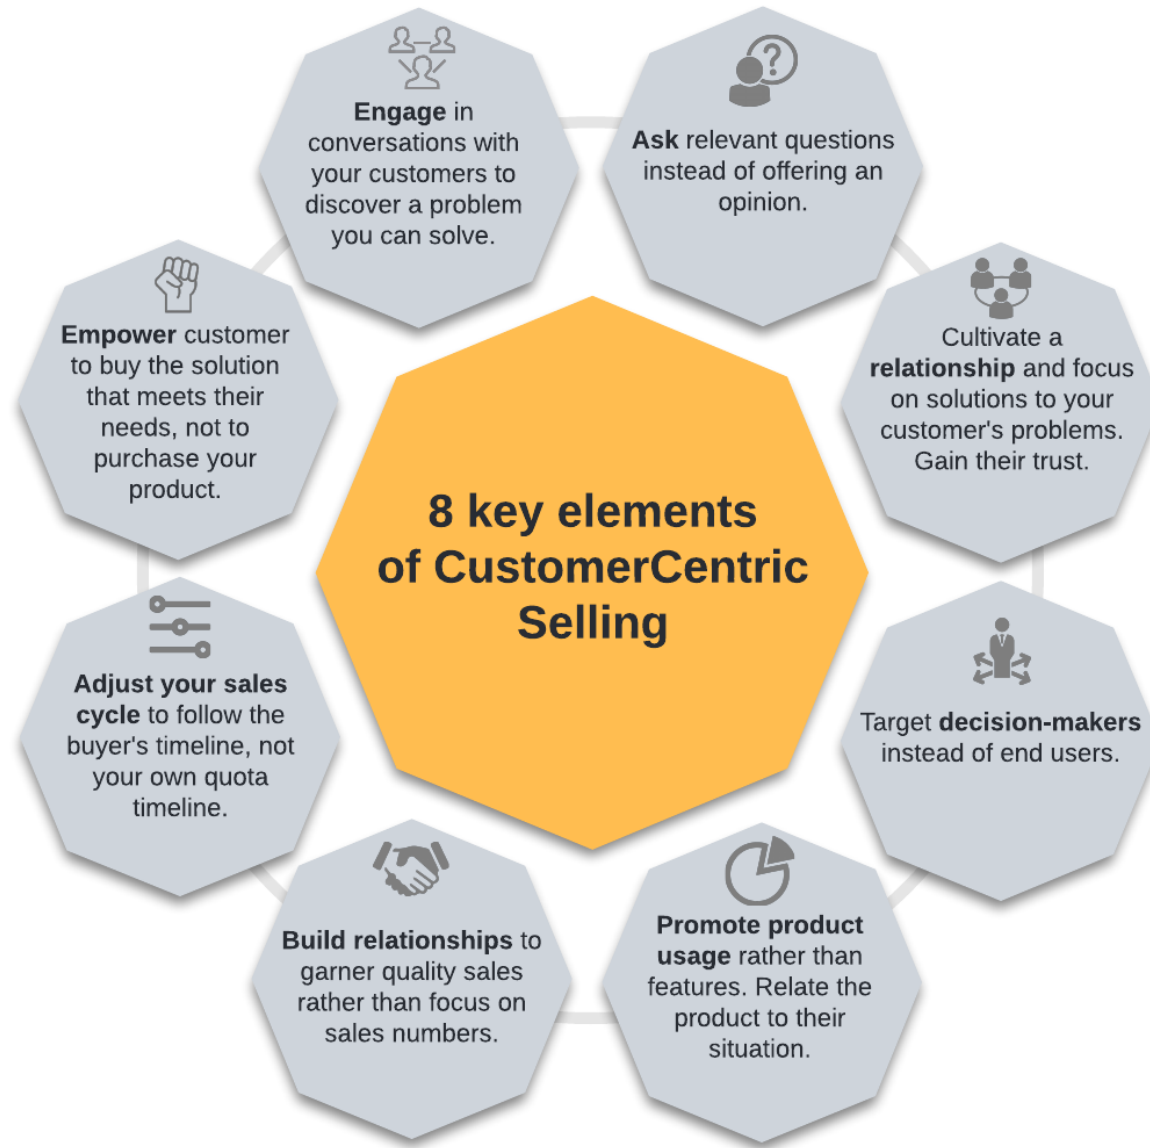 8 key elements
of CustomerCentric
Selling
Engage in
conversations with
your customers to
discover a problem
you can solve.
Ask relevant questions
instead of offering an
opinion.
Cultivate a
relationship and focus
on solutions to your
customer's problems.
Gain their trust.
Target decision-makers
instead of end users.
Promote product
usage rather than
features. Relate the
product to their
situation.
Build relationships to
garner quality sales
rather than focus on
sales numbers.
Adjust your sales
cycle to follow the
buyer's timeline, not
your own quota
timeline.
Empower customer
to buy the solution
that meets their
needs, not to
purchase your
product.
?